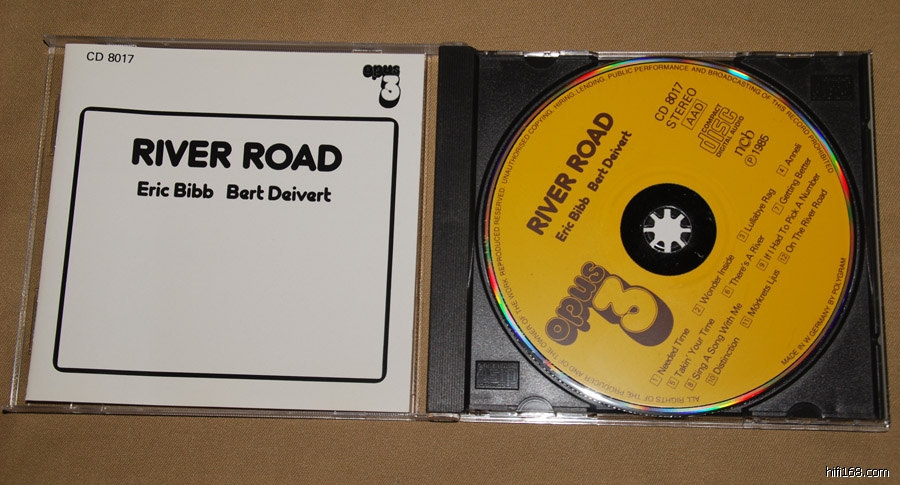 CD 8017
opus 3
RIVER ROAD
Eric Bibb Bert Deivert
UNAUTHORISED COPYING, HIRING, LENDING, PUBLIC PERFORMANCE AND BROADCASTING OF THIS RECORD PROHIBITED
ALL RIGHTS OF THE PRODUCER AND OF THE OWNER OF THE WORK REPRODUCED RESERVED
CD 8017
STEREO
AAD
COMPACT
disc
DIGITAL AUDIO
ncb
Ⓟ 1985
RIVER ROAD
Eric Bibb Bert Deivert
opus
3
1 Needed Time 2 Wonder Inside 3 Lullabye Rag 4 Anneli
5 Takin' Your Time 6 There's A River 7 Getting Better
8 Sing A Song With Me 9 If I Had To Pick A Number
10 Distinction 11 Mörkrets Ljus 12 On The River Road
MADE IN W. GERMANY BY POLYGRAM
hifi168.com